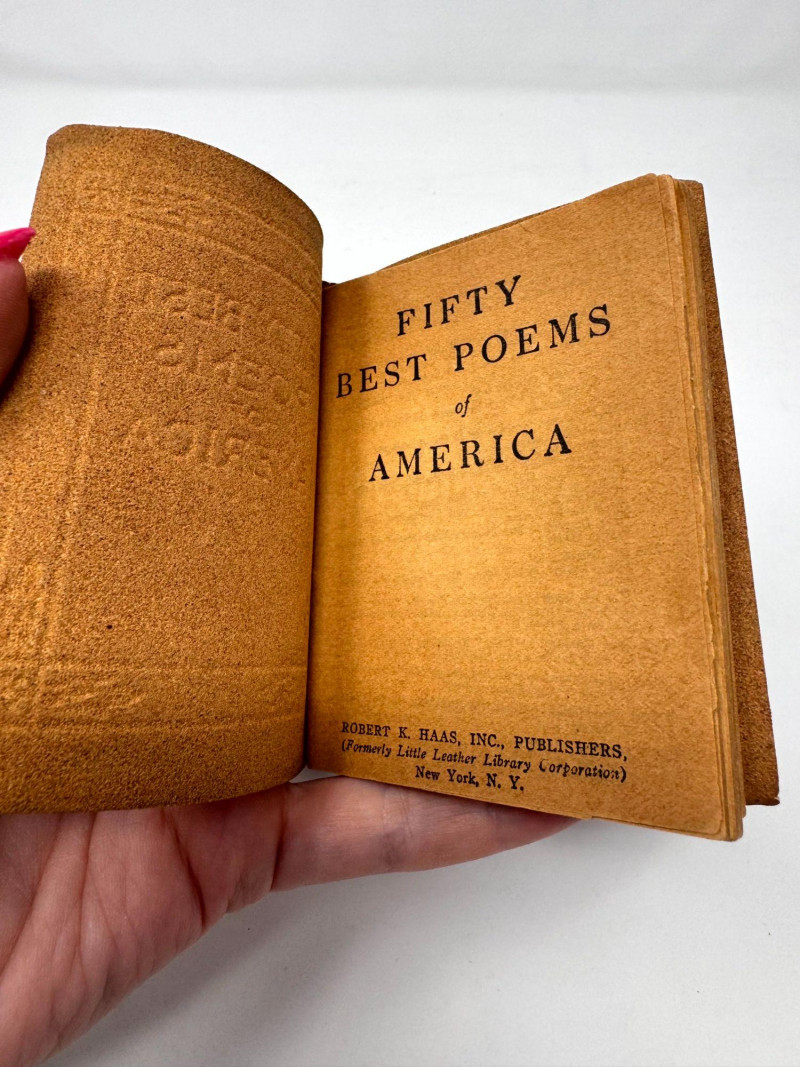 FIFTY
BEST POEMS
of
AMERICA
ROBERT K. HAAS, INC., PUBLISHERS,
(Formerly Little Leather Library Corporation)
New York, N. Y.